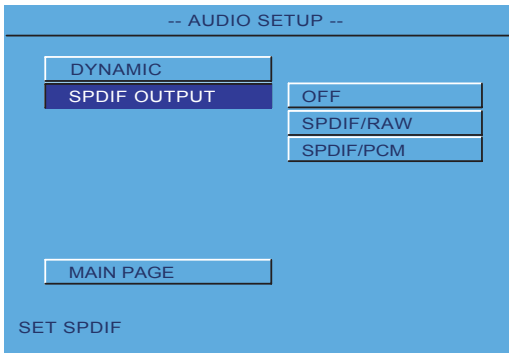 -- AUDIO SETUP --
DYNAMIC
SPDIF OUTPUT
OFF
SPDIF/RAW
SPDIF/PCM
MAIN PAGE
SET SPDIF